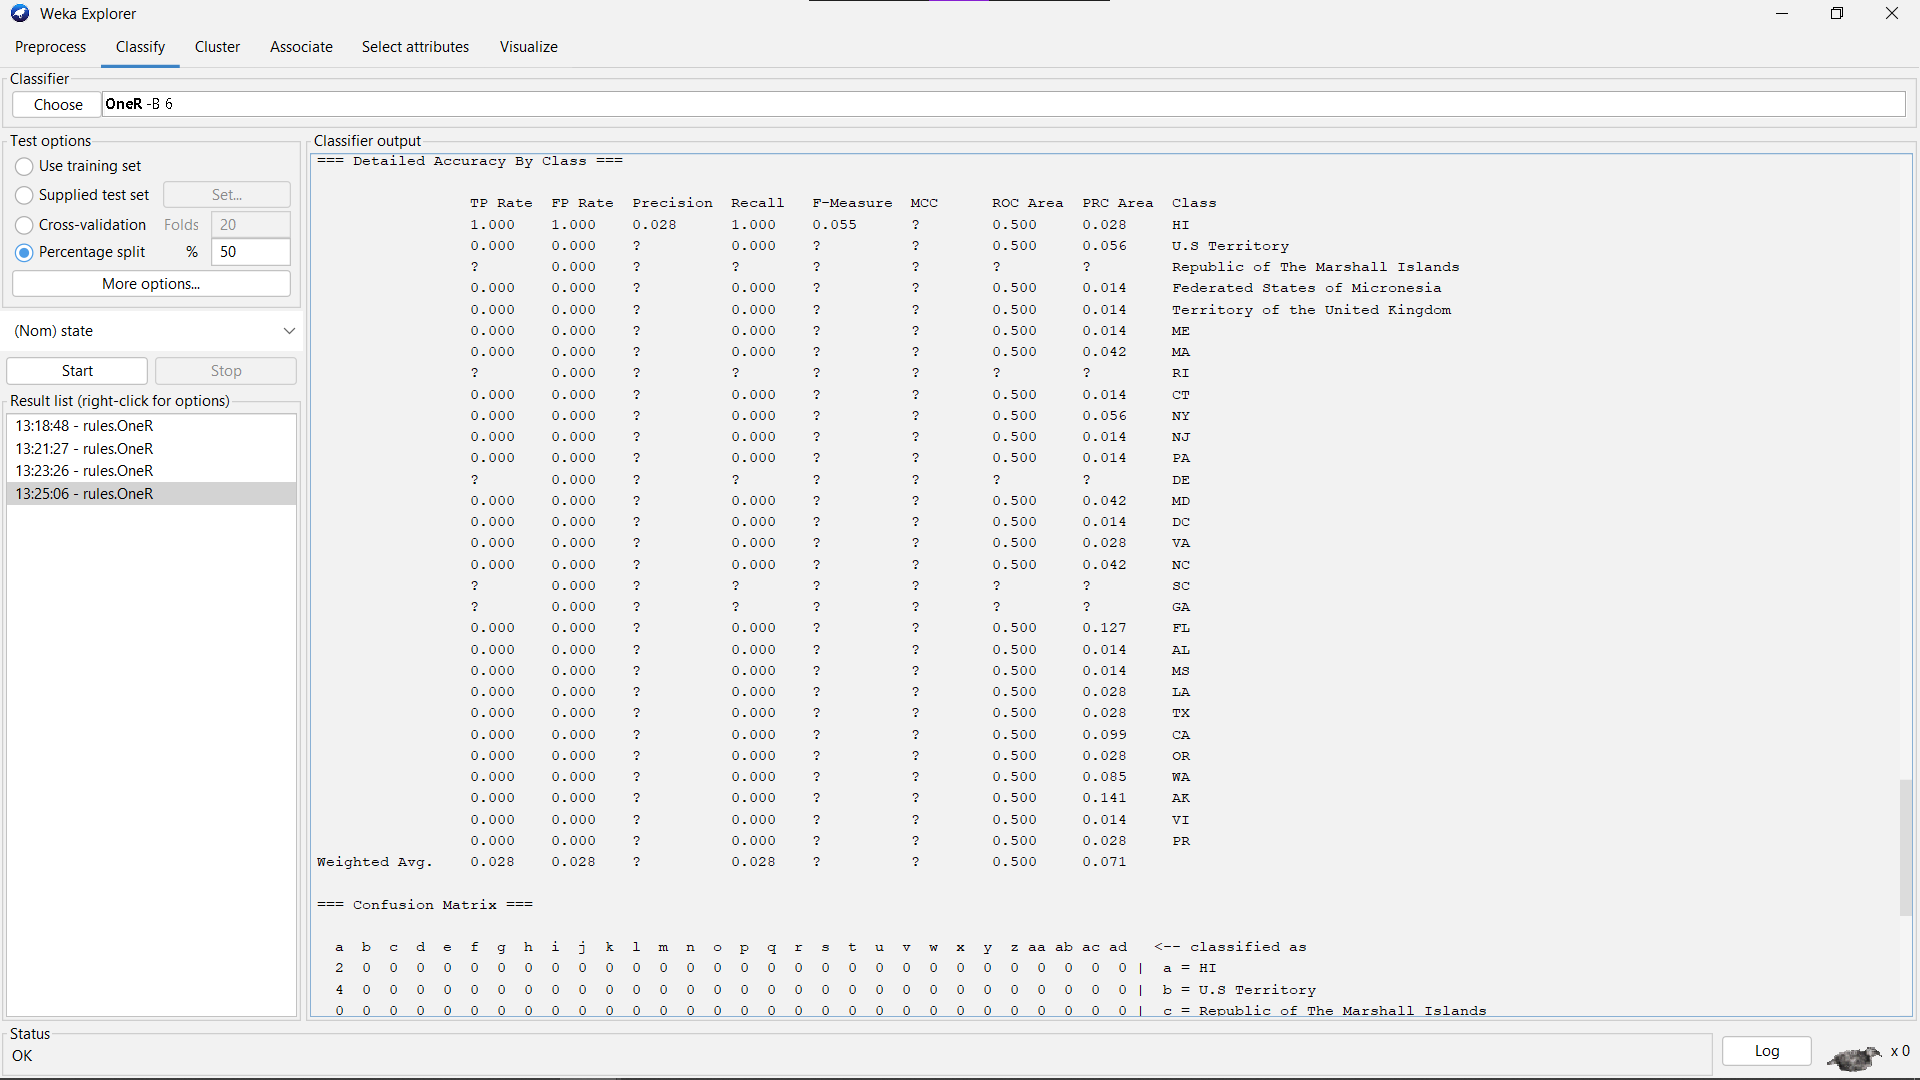 Weka Explorer
Preprocess Classify Cluster Associate Select attributes Visualize
Classifier
Choose OneR -B 6
Test options
Use training set
Supplied test set Set...
Cross-validation Folds 20
Percentage split % 50
More options...
(Nom) state
Start Stop
Result list (right-click for options)
13:18:48 - rules.OneR
13:21:27 - rules.OneR
13:23:26 - rules.OneR
13:25:06 - rules.OneR
Classifier output
=== Detailed Accuracy By Class ===
TP Rate FP Rate Precision Recall F-Measure MCC ROC Area PRC Area Class
1.000 1.000 0.028 1.000 0.055 ? 0.500 0.028 HI
0.000 0.000 ? 0.000 ? ? 0.500 0.056 U.S Territory
? 0.000 ? ? ? ? ? ? Republic of The Marshall Islands
0.000 0.000 ? 0.000 ? ? 0.500 0.014 Federated States of Micronesia
0.000 0.000 ? 0.000 ? ? 0.500 0.014 Territory of the United Kingdom
0.000 0.000 ? 0.000 ? ? 0.500 0.014 ME
0.000 0.000 ? 0.000 ? ? 0.500 0.042 MA
? 0.000 ? ? ? ? ? ? RI
0.000 0.000 ? 0.000 ? ? 0.500 0.014 CT
0.000 0.000 ? 0.000 ? ? 0.500 0.056 NY
0.000 0.000 ? 0.000 ? ? 0.500 0.014 NJ
0.000 0.000 ? 0.000 ? ? 0.500 0.014 PA
? 0.000 ? ? ? ? ? ? DE
0.000 0.000 ? 0.000 ? ? 0.500 0.042 MD
0.000 0.000 ? 0.000 ? ? 0.500 0.014 DC
0.000 0.000 ? 0.000 ? ? 0.500 0.028 VA
0.000 0.000 ? 0.000 ? ? 0.500 0.042 NC
? 0.000 ? ? ? ? ? ? SC
? 0.000 ? ? ? ? ? ? GA
0.000 0.000 ? 0.000 ? ? 0.500 0.127 FL
0.000 0.000 ? 0.000 ? ? 0.500 0.014 AL
0.000 0.000 ? 0.000 ? ? 0.500 0.014 MS
0.000 0.000 ? 0.000 ? ? 0.500 0.028 LA
0.000 0.000 ? 0.000 ? ? 0.500 0.028 TX
0.000 0.000 ? 0.000 ? ? 0.500 0.099 CA
0.000 0.000 ? 0.000 ? ? 0.500 0.028 OR
0.000 0.000 ? 0.000 ? ? 0.500 0.085 WA
0.000 0.000 ? 0.000 ? ? 0.500 0.141 AK
0.000 0.000 ? 0.000 ? ? 0.500 0.014 VI
0.000 0.000 ? 0.000 ? ? 0.500 0.028 PR
Weighted Avg. 0.028 0.028 ? 0.028 ? ? 0.500 0.071
=== Confusion Matrix ===
a b c d e f g h i j k l m n o p q r s t u v w x y z aa ab ac ad <-- classified as
2 0 0 0 0 0 0 0 0 0 0 0 0 0 0 0 0 0 0 0 0 0 0 0 0 0 0 0 0 0 | a = HI
4 0 0 0 0 0 0 0 0 0 0 0 0 0 0 0 0 0 0 0 0 0 0 0 0 0 0 0 0 0 | b = U.S Territory
0 0 0 0 0 0 0 0 0 0 0 0 0 0 0 0 0 0 0 0 0 0 0 0 0 0 0 0 0 0 | c = Republic of The Marshall Islands
Status
OK
Log
x 0